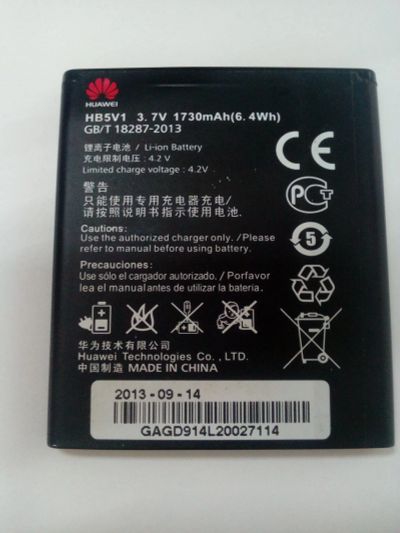 HUAWEI
HB5V1 3.7V 1730mAh(6.4Wh)
GB/T 18287-2013
锂离子电池 / Li-ion Battery
充电限制电压 : 4.2 V
Limited charge voltage : 4.2V
警告
只能使用专用充电器充电/
请按照说明书指示使用电池.
Cautions:
Use the authorized charger only. /Please
refer to manual before using battery.
Precauciones:
Use sólo el cargador autorizado. /Porfavor
lea el manual antes de utilizar la batería.
华为技术有限公司
Huawei Technologies Co., LTD.
中国制造 MADE IN CHINA
CE
PCT
5
2013-09-14
GAGD914L20027114